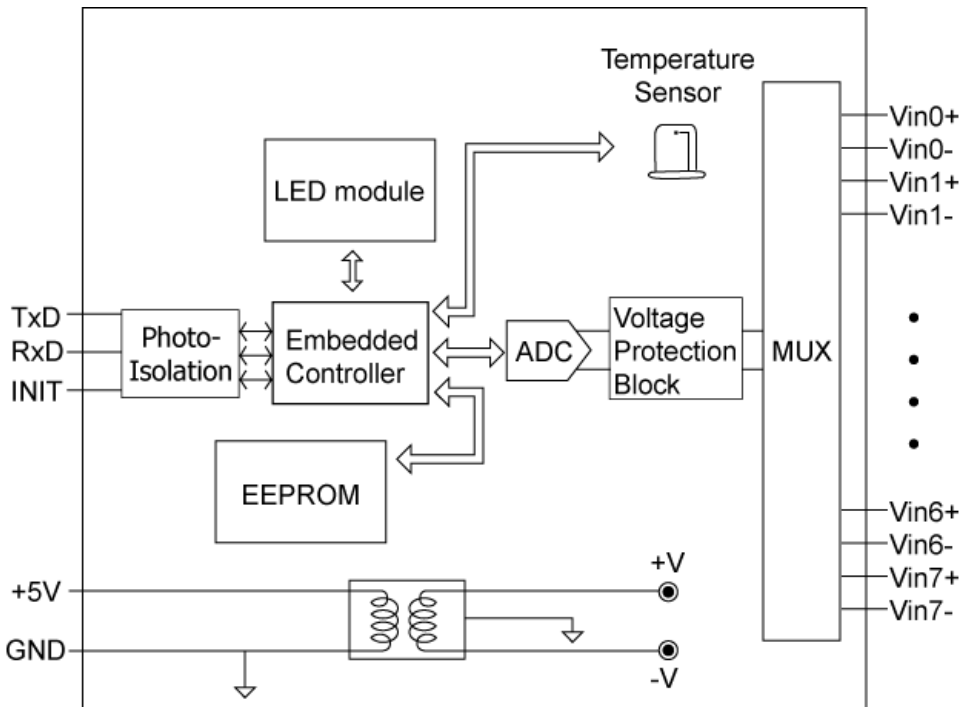 Temperature
Sensor
Vin0+
Vin0-
Vin1+
Vin1-
LED module
TxD
RxD
INIT
Photo-
Isolation
Embedded
Controller
ADC
Voltage
Protection
Block
MUX
EEPROM
Vin6+
Vin6-
Vin7+
Vin7-
+5V
GND
+V
-V